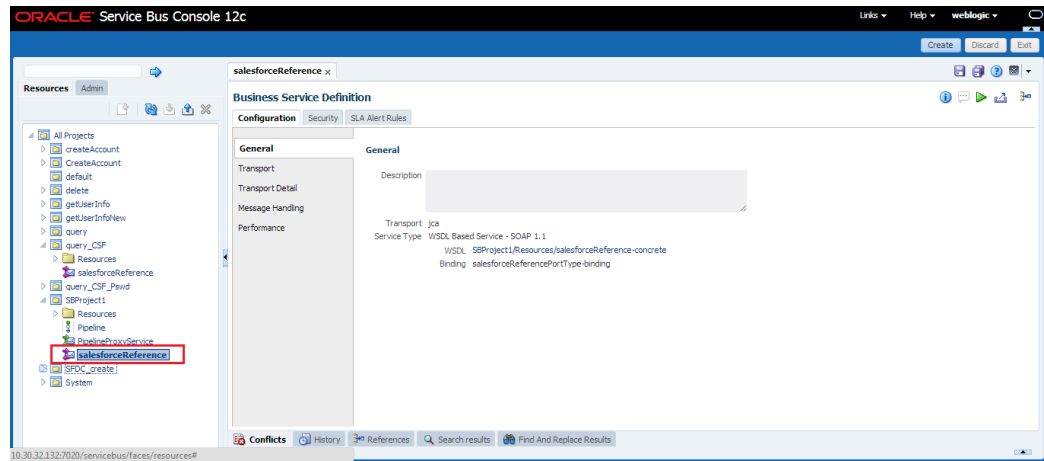 ORACLE Service Bus Console 12c
Links Help weblogic
Create Discard Exit
Resources Admin
All Projects
createAccount
CreateAccount
default
delete
getUserInfo
getUserInfoNew
query
query_CSF
Resources
salesforceReference
query_CSF_Pswd
SBProject1
Resources
Pipeline
PipelineProxyService
salesforceReference
SFDC_create
System
salesforceReference x
Business Service Definition
Configuration Security SLA Alert Rules
General
Transport
Transport Detail
Message Handling
Performance
General
Description
Transport jca
Service Type WSDL Based Service - SOAP 1.1
WSDL SBProject1/Resources/salesforceReference-concrete
Binding salesforceReferencePortType-binding
Conflicts History References Search results Find And Replace Results
10.30.32.132:7020/servicebus/faces/resources#